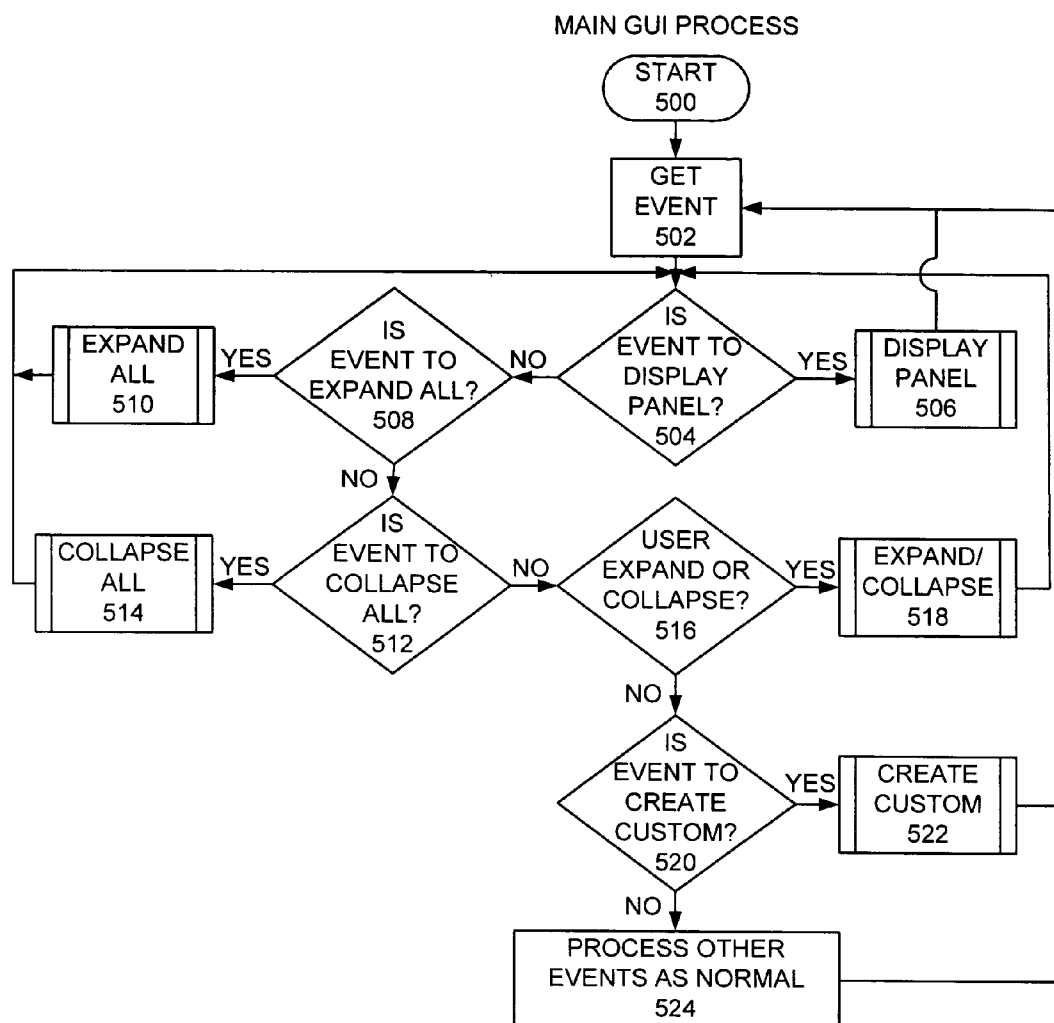 MAIN GUI PROCESS
START
500
GET
EVENT
502
IS
EVENT TO
DISPLAY
PANEL?
504
YES
DISPLAY
PANEL
506
NO
IS
EVENT TO
EXPAND ALL?
508
YES
EXPAND
ALL
510
NO
IS
EVENT TO
COLLAPSE
ALL?
512
YES
COLLAPSE
ALL
514
NO
USER
EXPAND OR
COLLAPSE?
516
YES
EXPAND/
COLLAPSE
518
NO
IS
EVENT TO
CREATE
CUSTOM?
520
YES
CREATE
CUSTOM
522
NO
PROCESS OTHER
EVENTS AS NORMAL
524